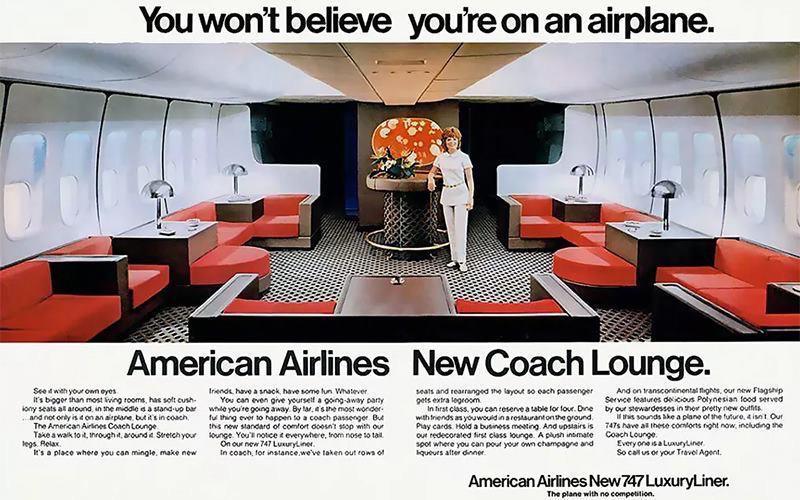 You won't believe you're on an airplane.
American Airlines New Coach Lounge.
See it with your own eyes.
It's bigger than most living rooms, has soft cush-
iony seats all around, in the middle is a stand-up bar
...and not only is it on an airplane, but it's in coach.
The American Airlines Coach Lounge.
Take a walk to it, through it, around it. Stretch your
legs. Relax.
It's a place where you can mingle, make new
friends, have a snack, have some fun. Whatever.
You can even give yourself a going-away party
while you're going away. By far, it's the most wonder-
ful thing ever to happen to a coach passenger. But
this new standard of comfort doesn't stop with our
lounge. You'll notice it everywhere, from nose to tail.
On our new 747 LuxuryLiner.
In coach, for instance, we've taken out rows of
seats and rearranged the layout so each passenger
gets extra legroom.
In first class, you can reserve a table for four. Dine
with friends as you would in a restaurant on the ground.
Play cards. Hold a business meeting. And upstairs is
our redecorated first class lounge. A plush intimate
spot where you can pour your own champagne and
liqueurs after dinner.
And on transcontinental flights, our new Flagship
Service features delicious Polynesian food served
by our stewardesses in their pretty new outfits.
If this sounds like a plane of the future, it isn't. Our
747s have all these comforts right now, including the
Coach Lounge.
Every one is a LuxuryLiner.
So call us or your Travel Agent.
American Airlines New 747 LuxuryLiner.
The plane with no competition.